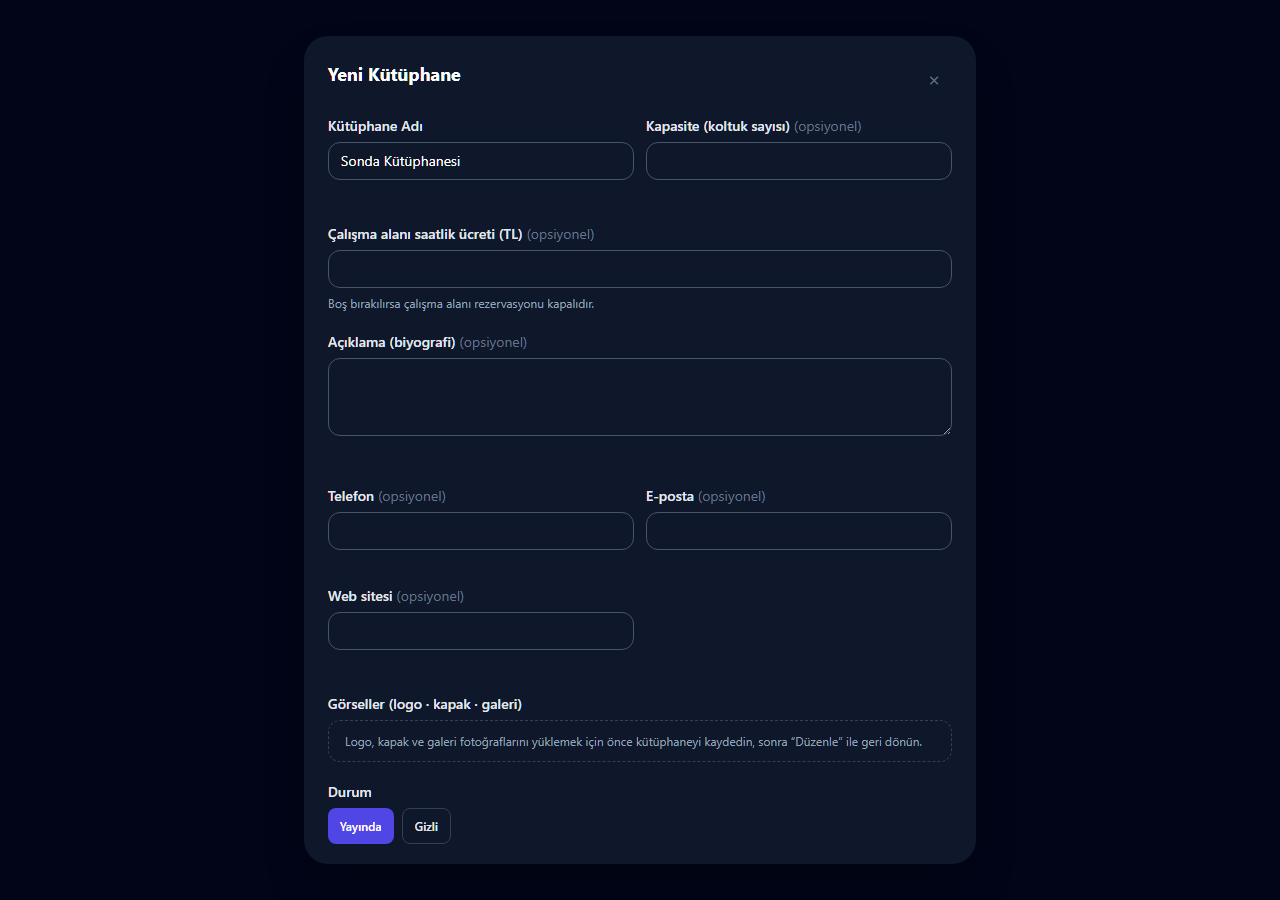 Yeni Kütüphane
×
Kütüphane Adı
Kapasite (koltuk sayısı) (opsiyonel)
Sonda Kütüphanesi
Çalışma alanı saatlik ücreti (TL) (opsiyonel)
Boş bırakılırsa çalışma alanı rezervasyonu kapalıdır.
Açıklama (biyografi) (opsiyonel)
Telefon (opsiyonel)
E-posta (opsiyonel)
Web sitesi (opsiyonel)
Görseller (logo · kapak · galeri)
Logo, kapak ve galeri fotoğraflarını yüklemek için önce kütüphaneyi kaydedin, sonra “Düzenle” ile geri dönün.
Durum
Yayında
Gizli